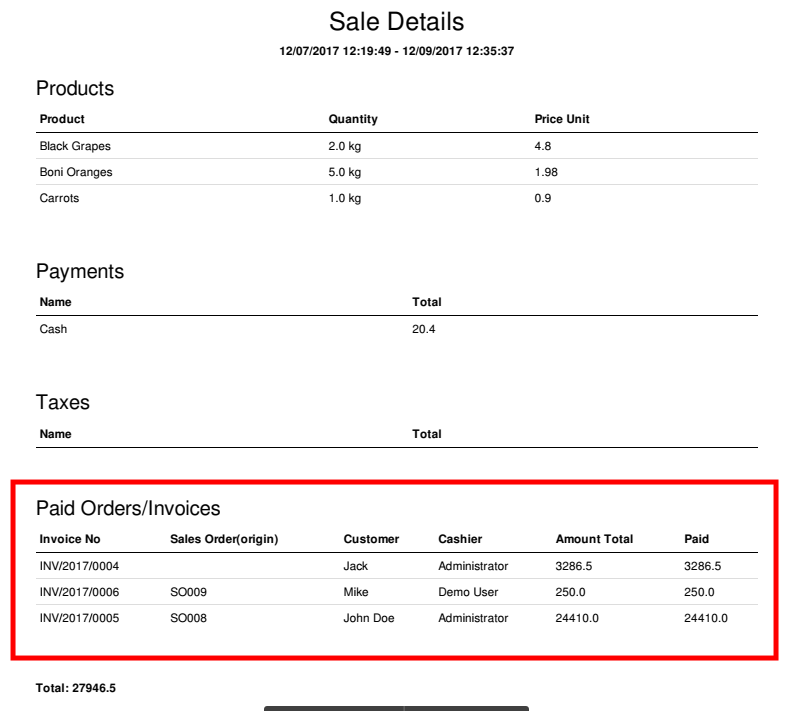 Sale Details
12/07/2017 12:19:49 - 12/09/2017 12:35:37
Products
Product Quantity Price Unit
Black Grapes 2.0 kg 4.8
Boni Oranges 5.0 kg 1.98
Carrots 1.0 kg 0.9
Payments
Name Total
Cash 20.4
Taxes
Name Total
Paid Orders/Invoices
Invoice No Sales Order(origin) Customer Cashier Amount Total Paid
INV/2017/0004 Jack Administrator 3286.5 3286.5
INV/2017/0006 SO009 Mike Demo User 250.0 250.0
INV/2017/0005 SO008 John Doe Administrator 24410.0 24410.0
Total: 27946.5